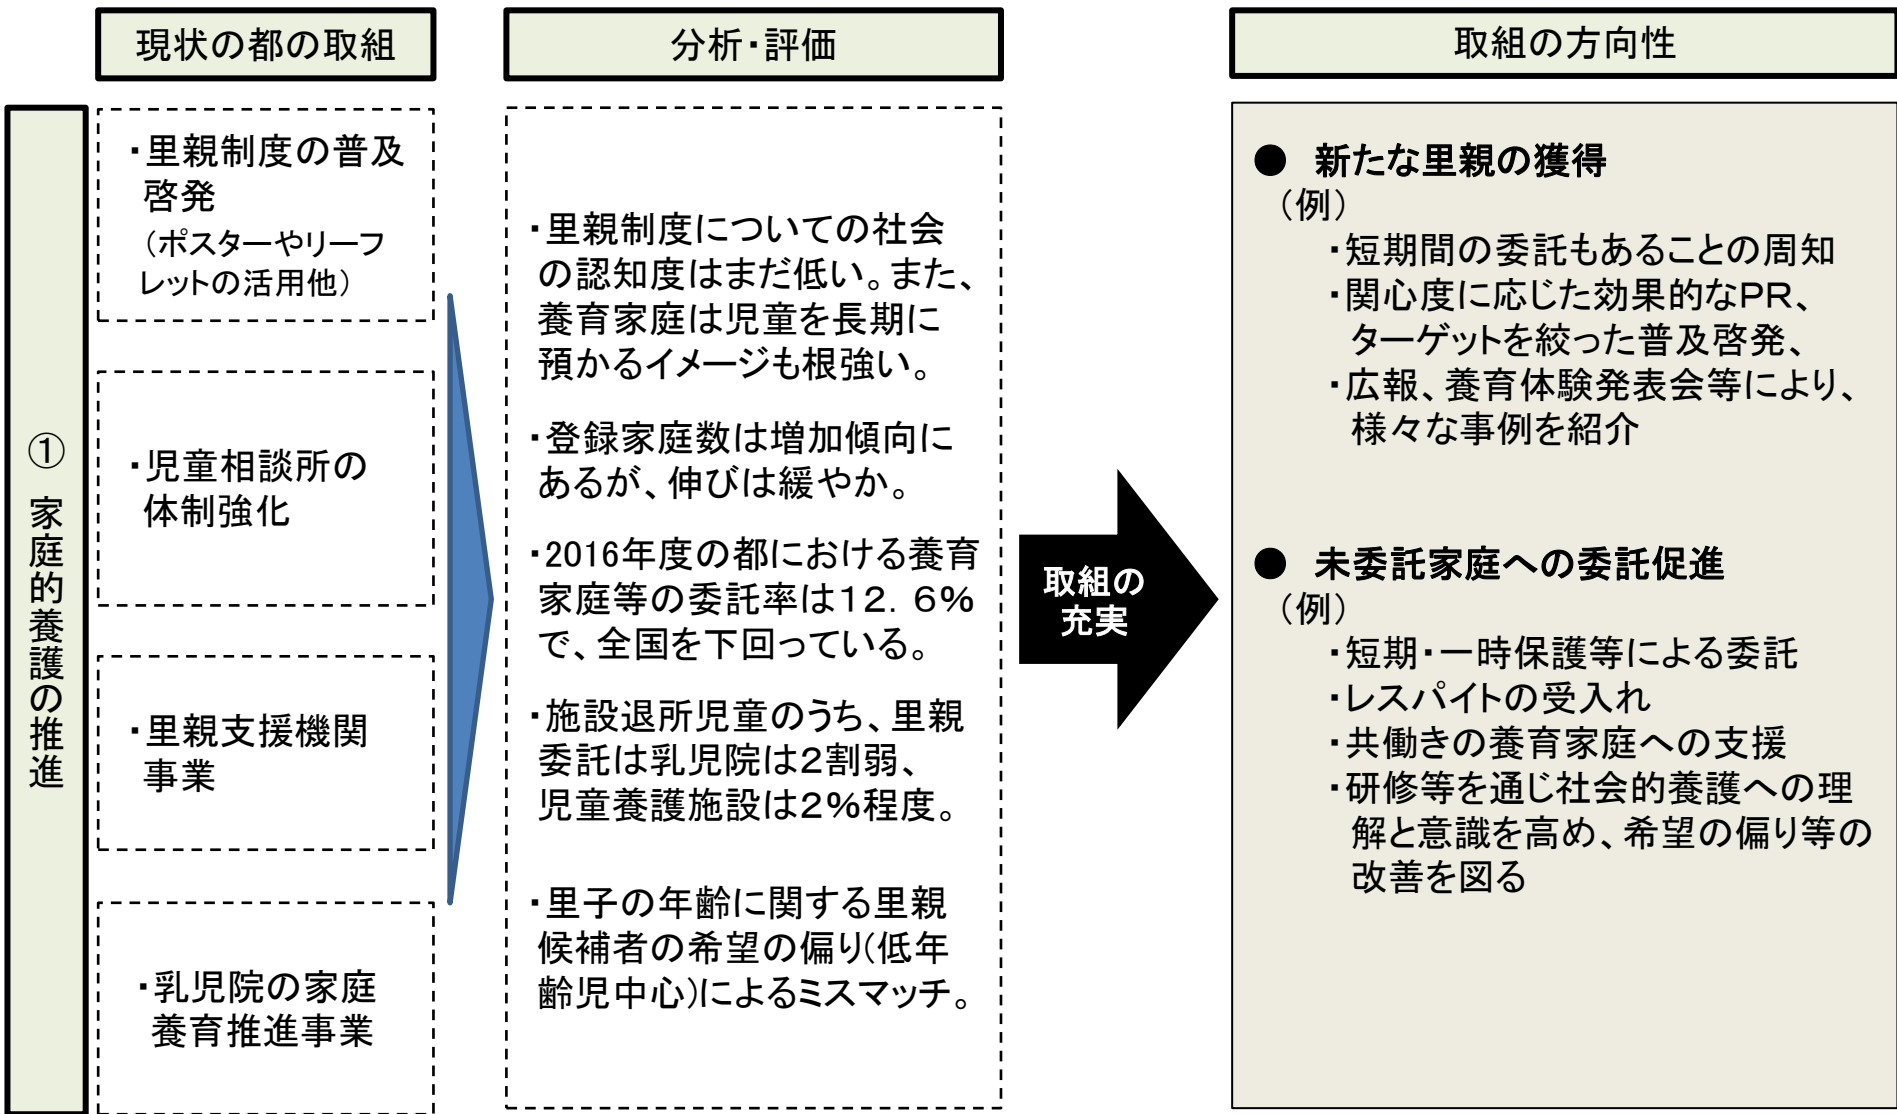 現状の都の取組
分析・評価
取組の方向性
① 家庭的養護の推進
・里親制度の普及
啓発
（ポスターやリーフ
レットの活用他）
・児童相談所の
体制強化
・里親支援機関
事業
・乳児院の家庭
養育推進事業
・里親制度についての社会
の認知度はまだ低い。また、
養育家庭は児童を長期に
預かるイメージも根強い。
・登録家庭数は増加傾向に
あるが、伸びは緩やか。
・2016年度の都における養育
家庭等の委託率は１２．６％
で、全国を下回っている。
・施設退所児童のうち、里親
委託は乳児院は２割弱、
児童養護施設は２％程度。
・里子の年齢に関する里親
候補者の希望の偏り(低年
齢児中心)によるミスマッチ。
取組の
充実
● 新たな里親の獲得
（例）
・短期間の委託もあることの周知
・関心度に応じた効果的なＰＲ、
ターゲットを絞った普及啓発、
・広報、養育体験発表会等により、
様々な事例を紹介
● 未委託家庭への委託促進
（例）
・短期・一時保護等による委託
・レスパイトの受入れ
・共働きの養育家庭への支援
・研修等を通じ社会的養護への理
解と意識を高め、希望の偏り等の
改善を図る